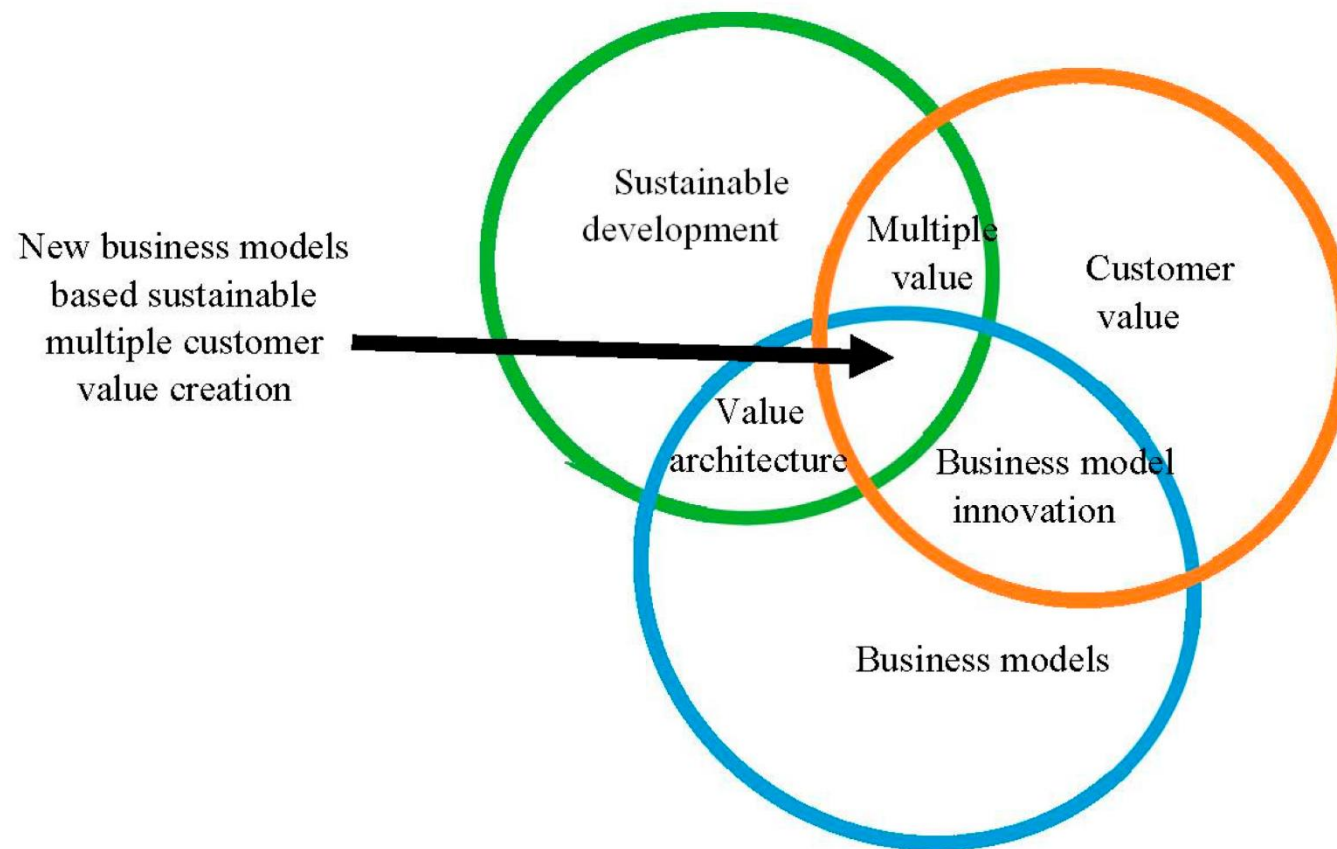 New business models
based sustainable
multiple customer
value creation
Sustainable
development
Multiple
value
Customer
value
Value
architecture
Business model
innovation
Business models